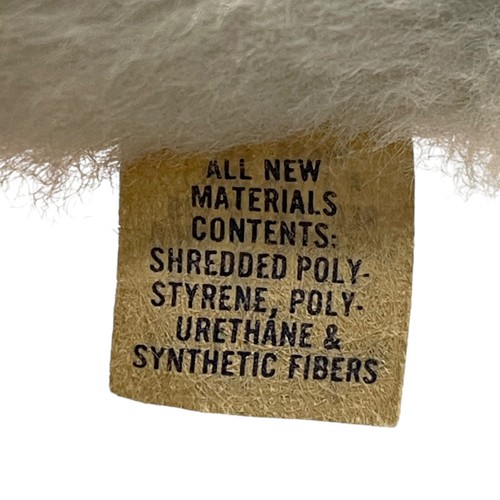 ALL NEW
MATERIALS
CONTENTS:
SHREDDED POLY-
STYRENE, POLY-
URETHANE &
SYNTHETIC FIBERS